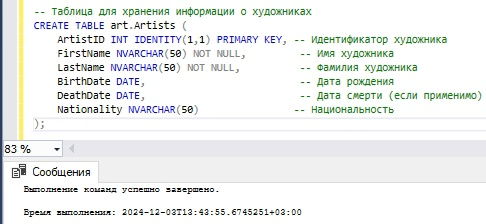 -- Таблица для хранения информации о художниках
CREATE TABLE art.Artists (
ArtistID INT IDENTITY(1,1) PRIMARY KEY, -- Идентификатор художника
FirstName NVARCHAR(50) NOT NULL, -- Имя художника
LastName NVARCHAR(50) NOT NULL, -- Фамилия художника
BirthDate DATE, -- Дата рождения
DeathDate DATE, -- Дата смерти (если применимо)
Nationality NVARCHAR(50) -- Национальность
);
83 %
Сообщения
Выполнение команд успешно завершено.
Время выполнения: 2024-12-03T13:43:55.6745251+03:00